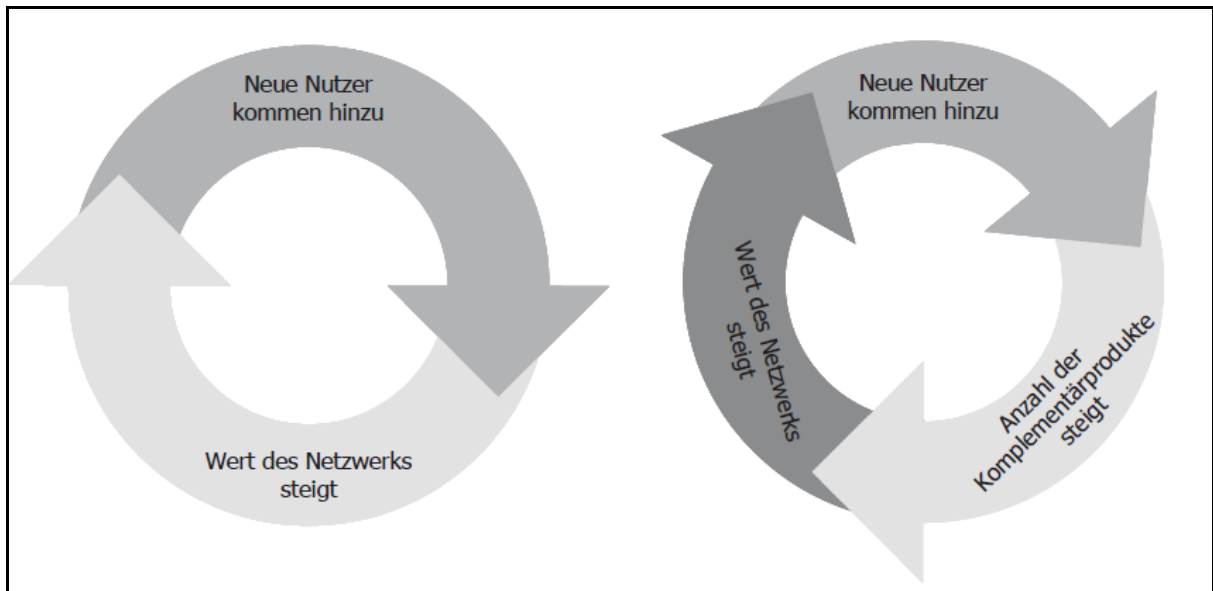 Neue Nutzer
kommen hinzu
Wert des Netzwerks
steigt
Neue Nutzer
kommen hinzu
Anzahl der
Komplementärprodukte
steigt
Wert des Netzwerks
steigt